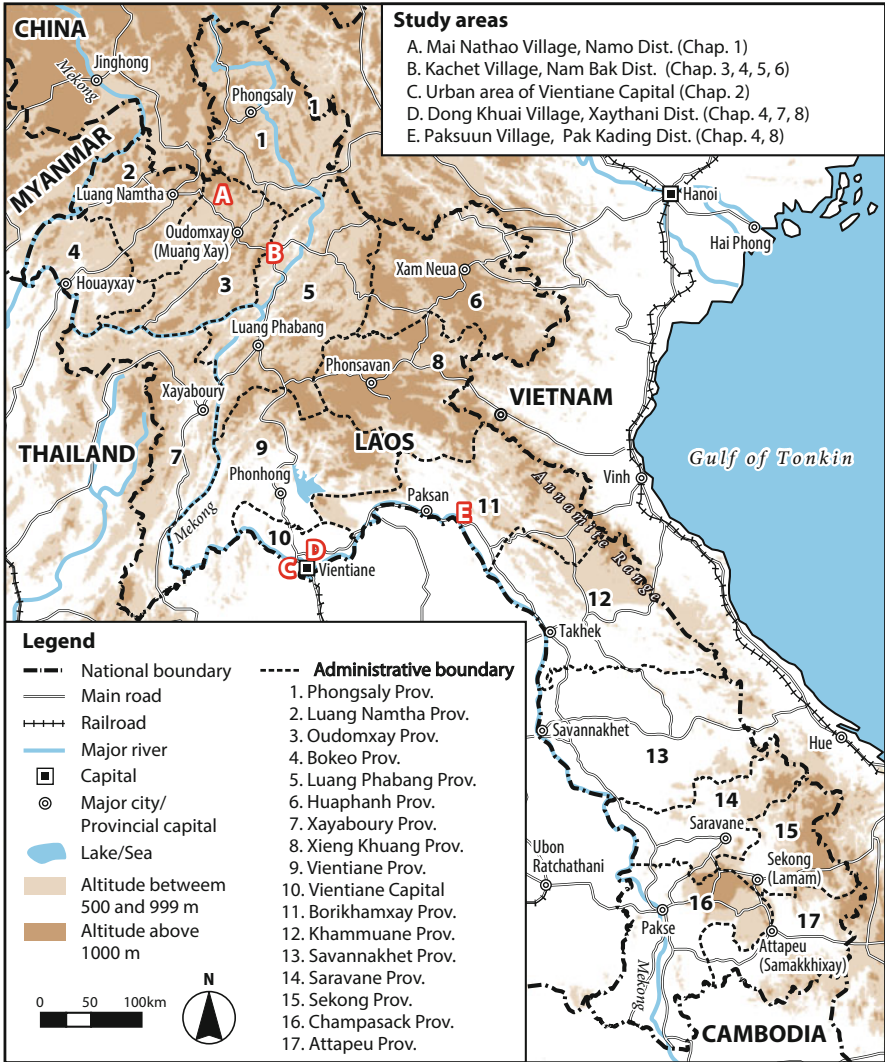 CHINA
Jinghong
Mekong
Phongsaly
1
1
MYANMAR
2
Luang Namtha
A
Oudomxay
(Muang Xay)
B
4
Houayxay
3
5
Xam Neua
6
Luang Phabang
Phonsavan
8
Xayaboury
VIETNAM
THAILAND
LAOS
7
9
Phonhong
Mekong
Paksan
E
11
Annamite Range
Vinh
Gulf of Tonkin
Hanoi
Hai Phong
10
D
C
Vientiane
12
Takhek
Savannakhet
13
Hue
14
Saravane
15
Ubon
Ratchathani
Sekong
(Lamam)
16
17
Pakse
Attapeu
(Samakkhixay)
Mekong
CAMBODIA
Study areas
A. Mai Nathao Village, Namo Dist. (Chap. 1)
B. Kachet Village, Nam Bak Dist. (Chap. 3, 4, 5, 6)
C. Urban area of Vientiane Capital (Chap. 2)
D. Dong Khuai Village, Xaythani Dist. (Chap. 4, 7, 8)
E. Paksuun Village, Pak Kading Dist. (Chap. 4, 8)
Legend
National boundary
Main road
Railroad
Major river
Capital
Major city/
Provincial capital
Lake/Sea
Altitude betweem
500 and 999 m
Altitude above
1000 m
0 50 100km
N
Administrative boundary
1. Phongsaly Prov.
2. Luang Namtha Prov.
3. Oudomxay Prov.
4. Bokeo Prov.
5. Luang Phabang Prov.
6. Huaphanh Prov.
7. Xayaboury Prov.
8. Xieng Khuang Prov.
9. Vientiane Prov.
10. Vientiane Capital
11. Borikhamxay Prov.
12. Khammuane Prov.
13. Savannakhet Prov.
14. Saravane Prov.
15. Sekong Prov.
16. Champasack Prov.
17. Attapeu Prov.